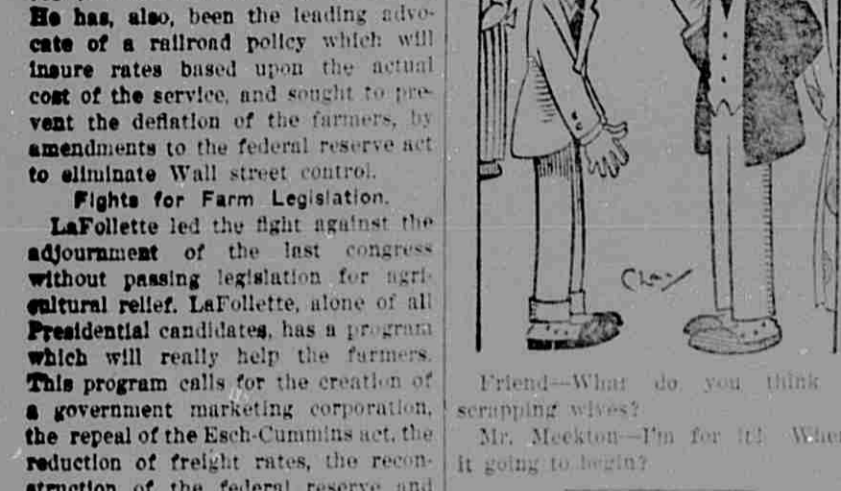 He has, also, been the leading advo-
cate of a railroad policy which will
insure rates based upon the actual
cost of the service, and sought to pre-
vent the deflation of the farmers, by
amendments to the federal reserve act
to eliminate Wall street control.
Fights for Farm Legislation.
LaFollette led the fight against the
adjournment of the last congress
without passing legislation for agri-
cultural relief. LaFollette, alone of all
Presidential candidates, has a program
which will really help the farmers.
This program calls for the creation of
a government marketing corporation,
the repeal of the Esch-Cummins act, the
reduction of freight rates, the recon-
struction of the federal reserve and
Friend—What do you think
scrapping wives?
Mr. Meekton—I'm for it! When
it going to begin?